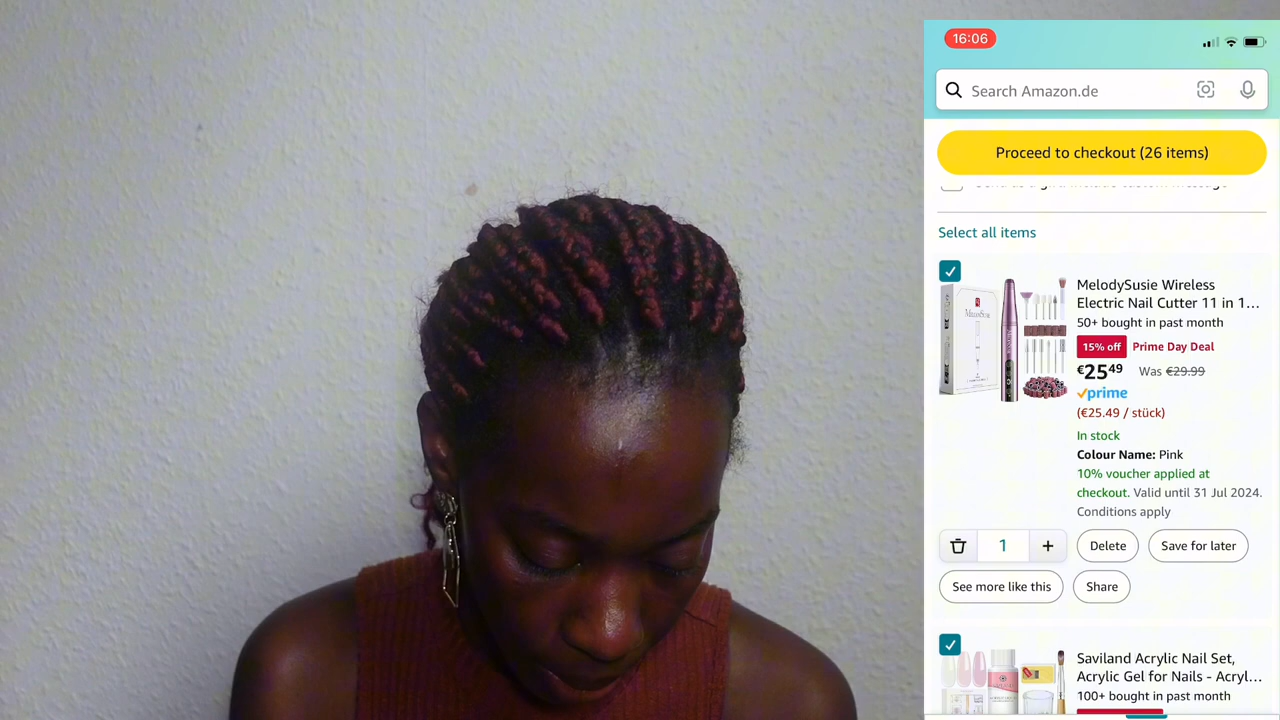 16:06
Search Amazon.de
Proceed to checkout (26 items)
Select all items
MelodySusie Wireless
Electric Nail Cutter 11 in 1...
50+ bought in past month
15% off Prime Day Deal
€2549 Was €29.99
prime
(€25.49 / stück)
In stock
Colour Name: Pink
10% voucher applied at
checkout. Valid until 31 Jul 2024.
Conditions apply
1
Delete
Save for later
See more like this
Share
Saviland Acrylic Nail Set,
Acrylic Gel for Nails - Acryl...
100+ bought in past month